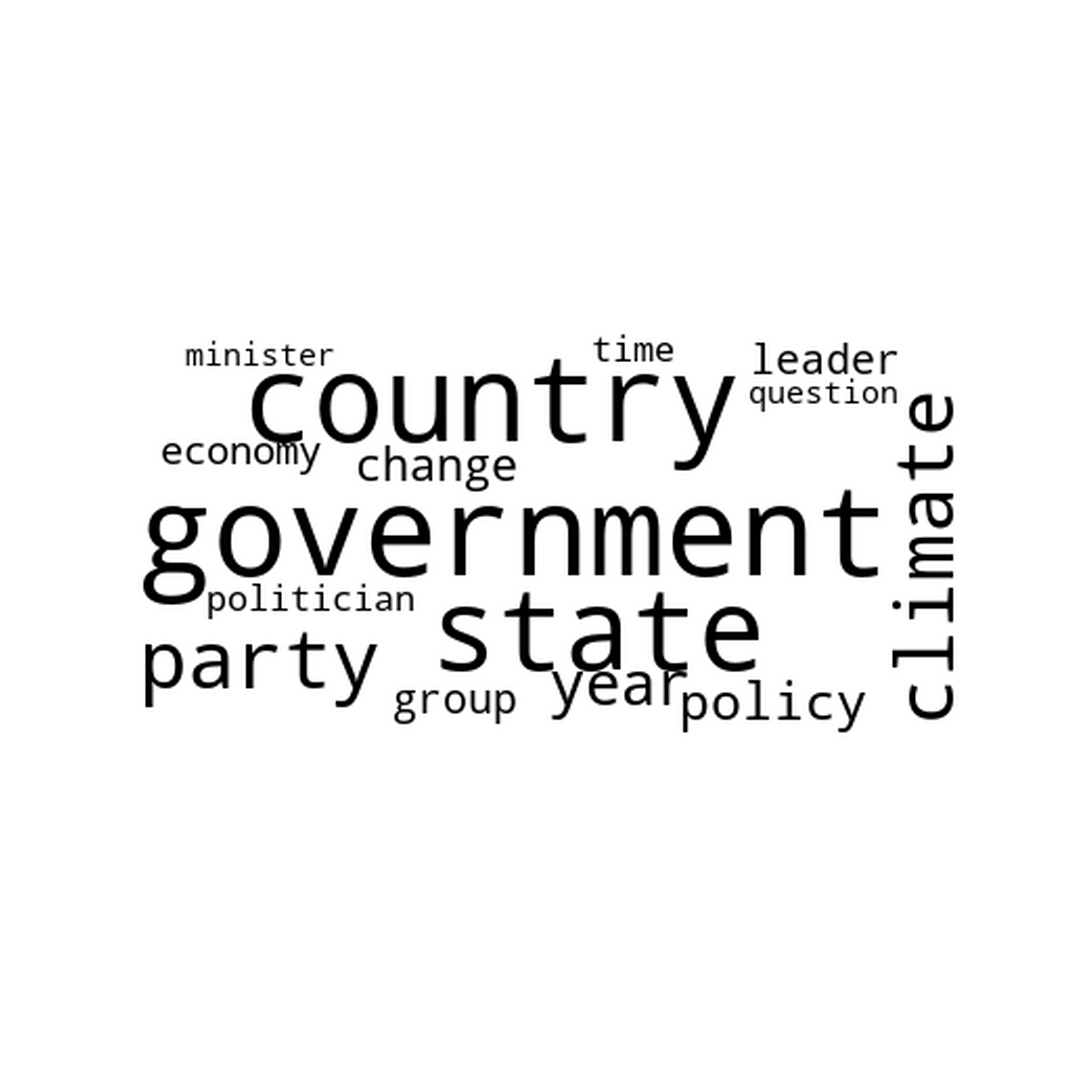 minister
time
leader
country
question
economy
change
climate
government
politician
state
party
year
group
policy